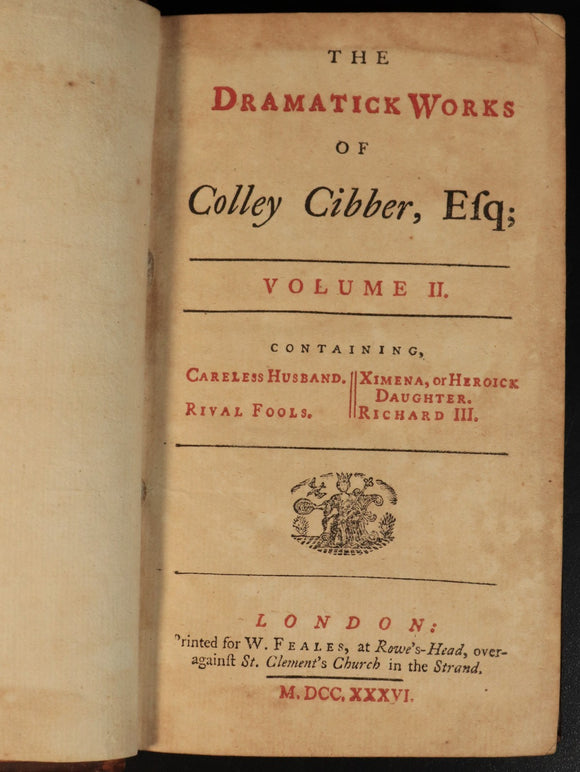 THE
DRAMATICK WORKS
OF
Colley Cibber, Eſq;
VOLUME II.
CONTAINING,
CARELESS HUSBAND. || XIMENA, or HEROICK
DAUGHTER.
RIVAL FOOLS. || RICHARD III.
LONDON:
Printed for W. FEALES, at Rowe's-Head, over-
againſt St. Clement's Church in the Strand.
M. DCC. XXXVI.